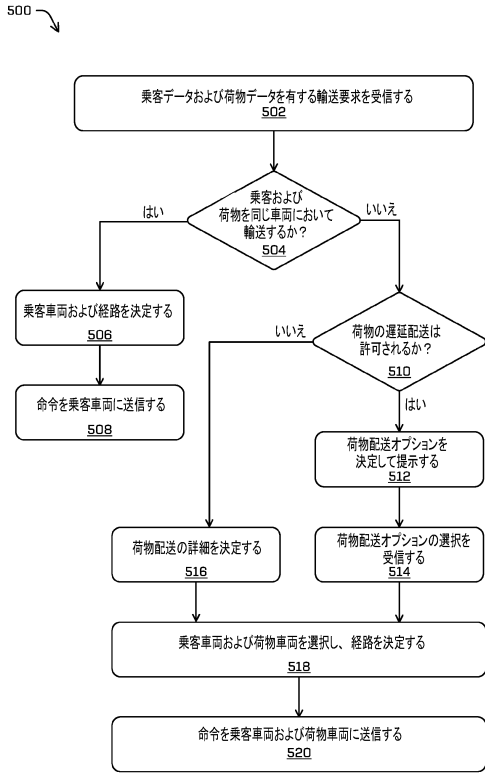 500
乗客データおよび荷物データを有する輸送要求を受信する
502
乗客および
荷物を同じ車両において
輸送するか？
504
はい
いいえ
乗客車両および経路を決定する
506
命令を乗客車両に送信する
508
荷物の遅延配送は
許可されるか？
510
いいえ
はい
荷物配送オプションを
決定して提示する
512
荷物配送オプションの選択を
受信する
514
荷物配送の詳細を決定する
516
乗客車両および荷物車両を選択し、経路を決定する
518
命令を乗客車両および荷物車両に送信する
520